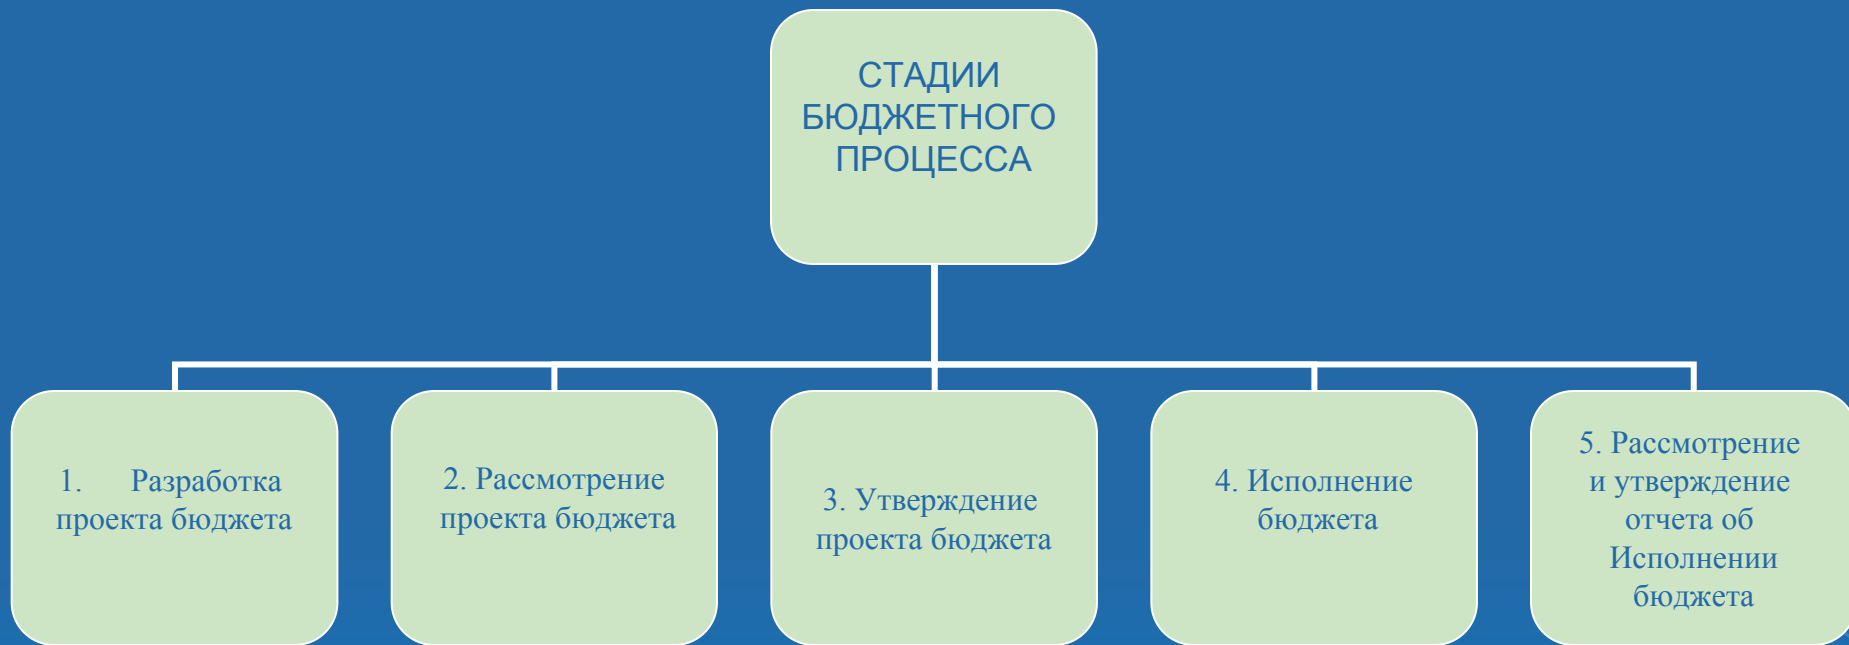 СТАДИИ
БЮДЖЕТНОГО
ПРОЦЕССА
1. Разработка
проекта бюджета
2. Рассмотрение
проекта бюджета
3. Утверждение
проекта бюджета
4. Исполнение
бюджета
5. Рассмотрение
и утверждение
отчета об
Исполнении
бюджета